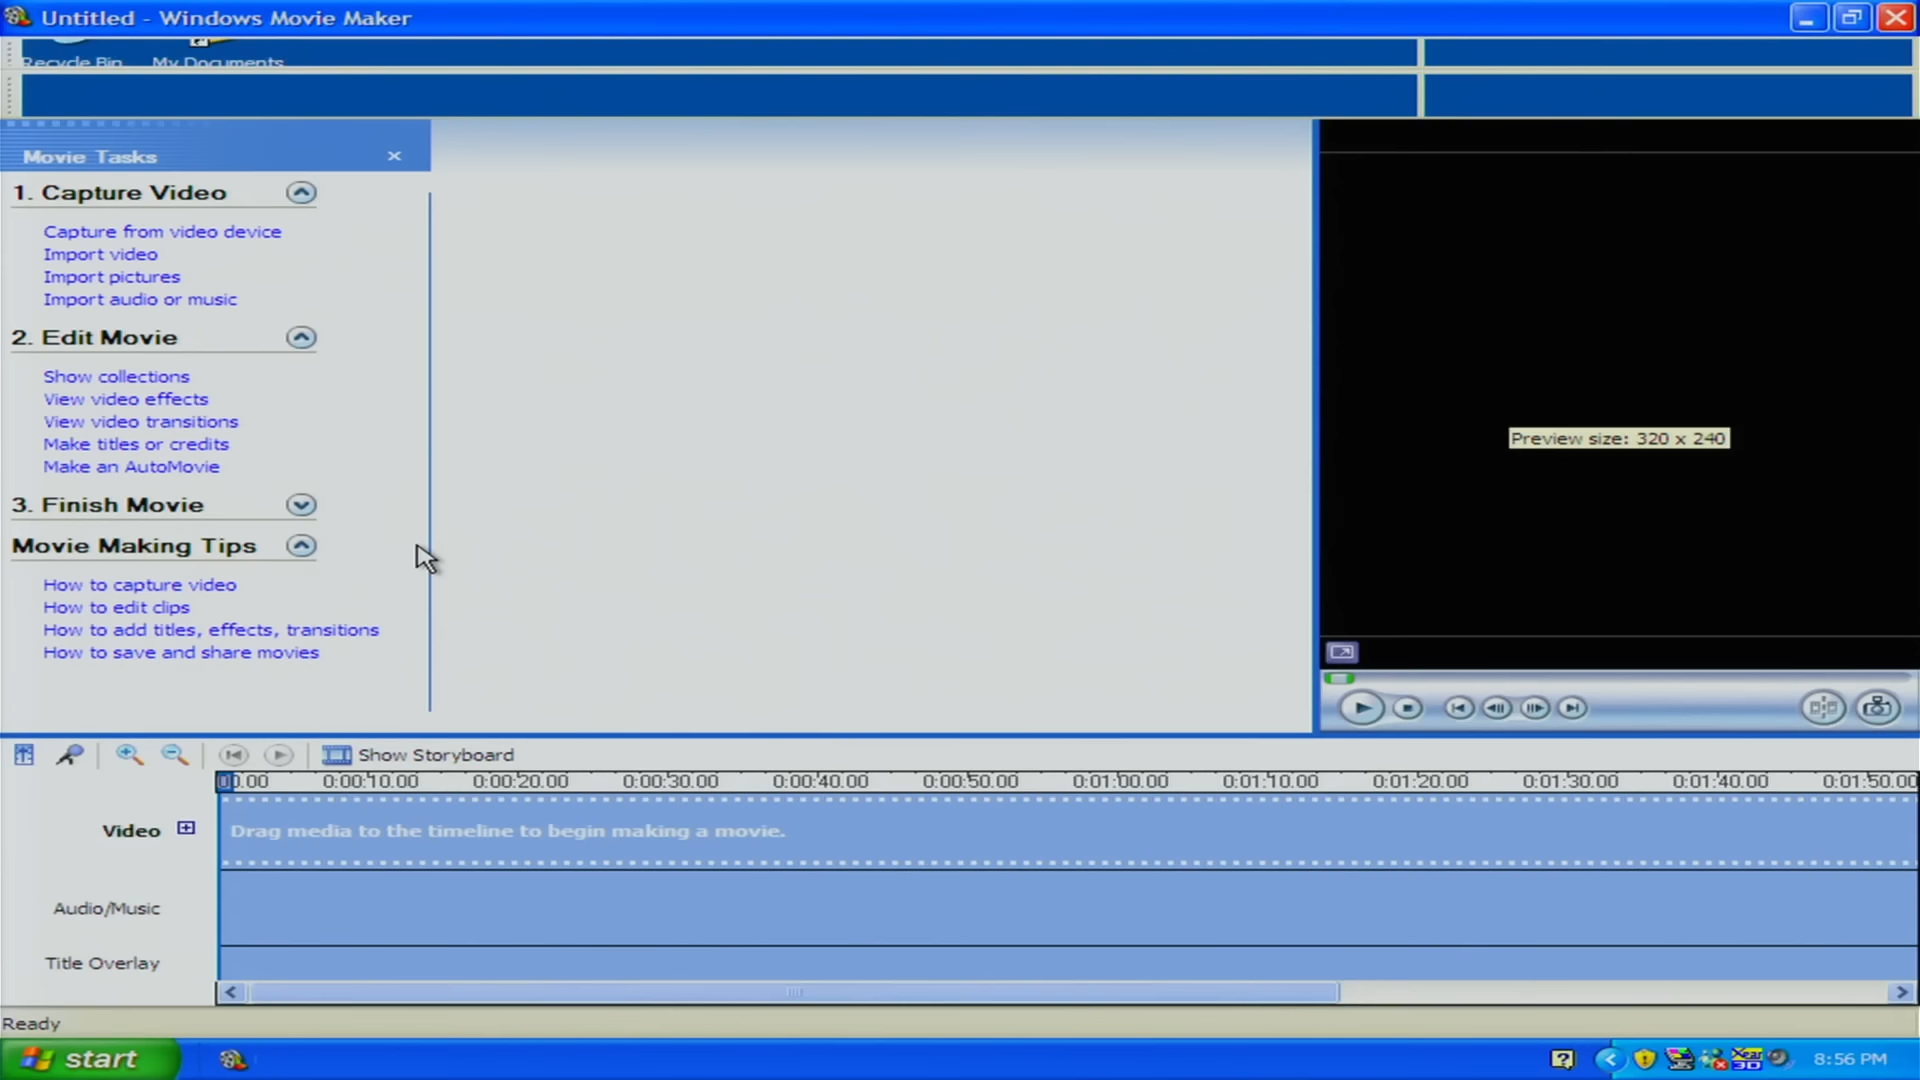 Untitled - Windows Movie Maker
Recycle Bin My Documents
Movie Tasks
1. Capture Video
Capture from video device
Import video
Import pictures
Import audio or music
2. Edit Movie
Show collections
View video effects
View video transitions
Make titles or credits
Make an AutoMovie
3. Finish Movie
Movie Making Tips
How to capture video
How to edit clips
How to add titles, effects, transitions
How to save and share movies
Preview size: 320 x 240
Show Storyboard
0.00 0:00:10.00 0:00:20.00 0:00:30.00 0:00:40.00 0:00:50.00 0:01:00.00 0:01:10.00 0:01:20.00 0:01:30.00 0:01:40.00 0:01:50.00
Video Drag media to the timeline to begin making a movie.
Audio/Music
Title Overlay
Ready
start Xear 3D 8:56 PM